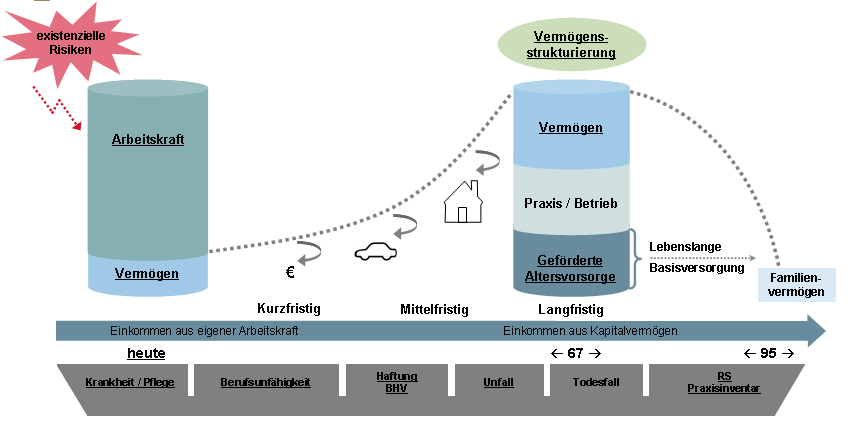 existenzielle
Risiken
Vermögens-
strukturierung
Arbeitskraft
Vermögen
Vermögen
Praxis / Betrieb
Geförderte
Altersvorsorge
Lebenslange
Basisversorgung
Familien-
vermögen
€
Kurzfristig
Mittelfristig
Langfristig
Einkommen aus eigener Arbeitskraft
Einkommen aus Kapitalvermögen
heute
← 67 →
← 95 →
Krankheit / Pflege
Berufsunfähigkeit
Haftung
BHV
Unfall
Todesfall
RS
Praxisinventar